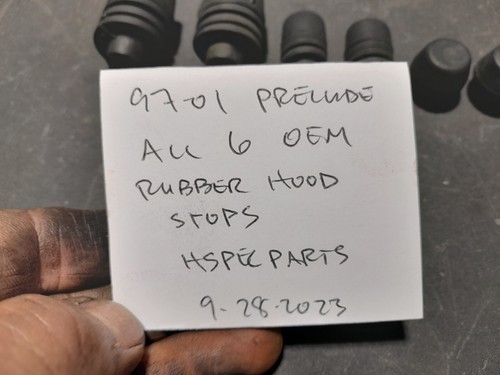 97-01 PRELUDE
ALL 6 OEM
RUBBER HOOD
STOPS
HSPECPARTS
9-28-2023